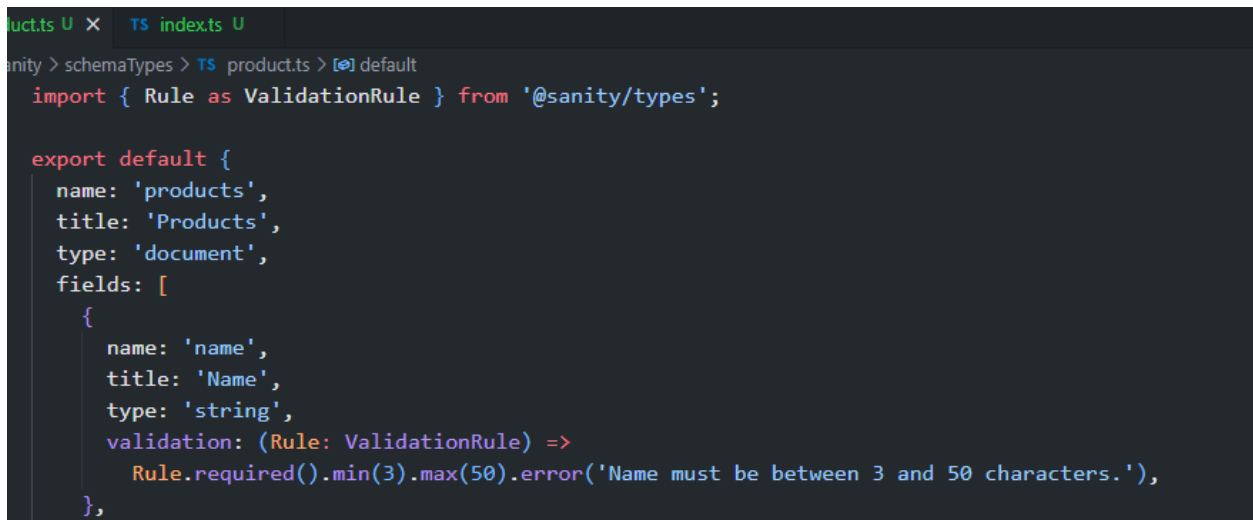 luct.ts U × TS index.ts U
anity > schemaTypes > TS product.ts > default
import { Rule as ValidationRule } from '@sanity/types';
export default {
name: 'products',
title: 'Products',
type: 'document',
fields: [
{
name: 'name',
title: 'Name',
type: 'string',
validation: (Rule: ValidationRule) =>
Rule.required().min(3).max(50).error('Name must be between 3 and 50 characters.'),
},